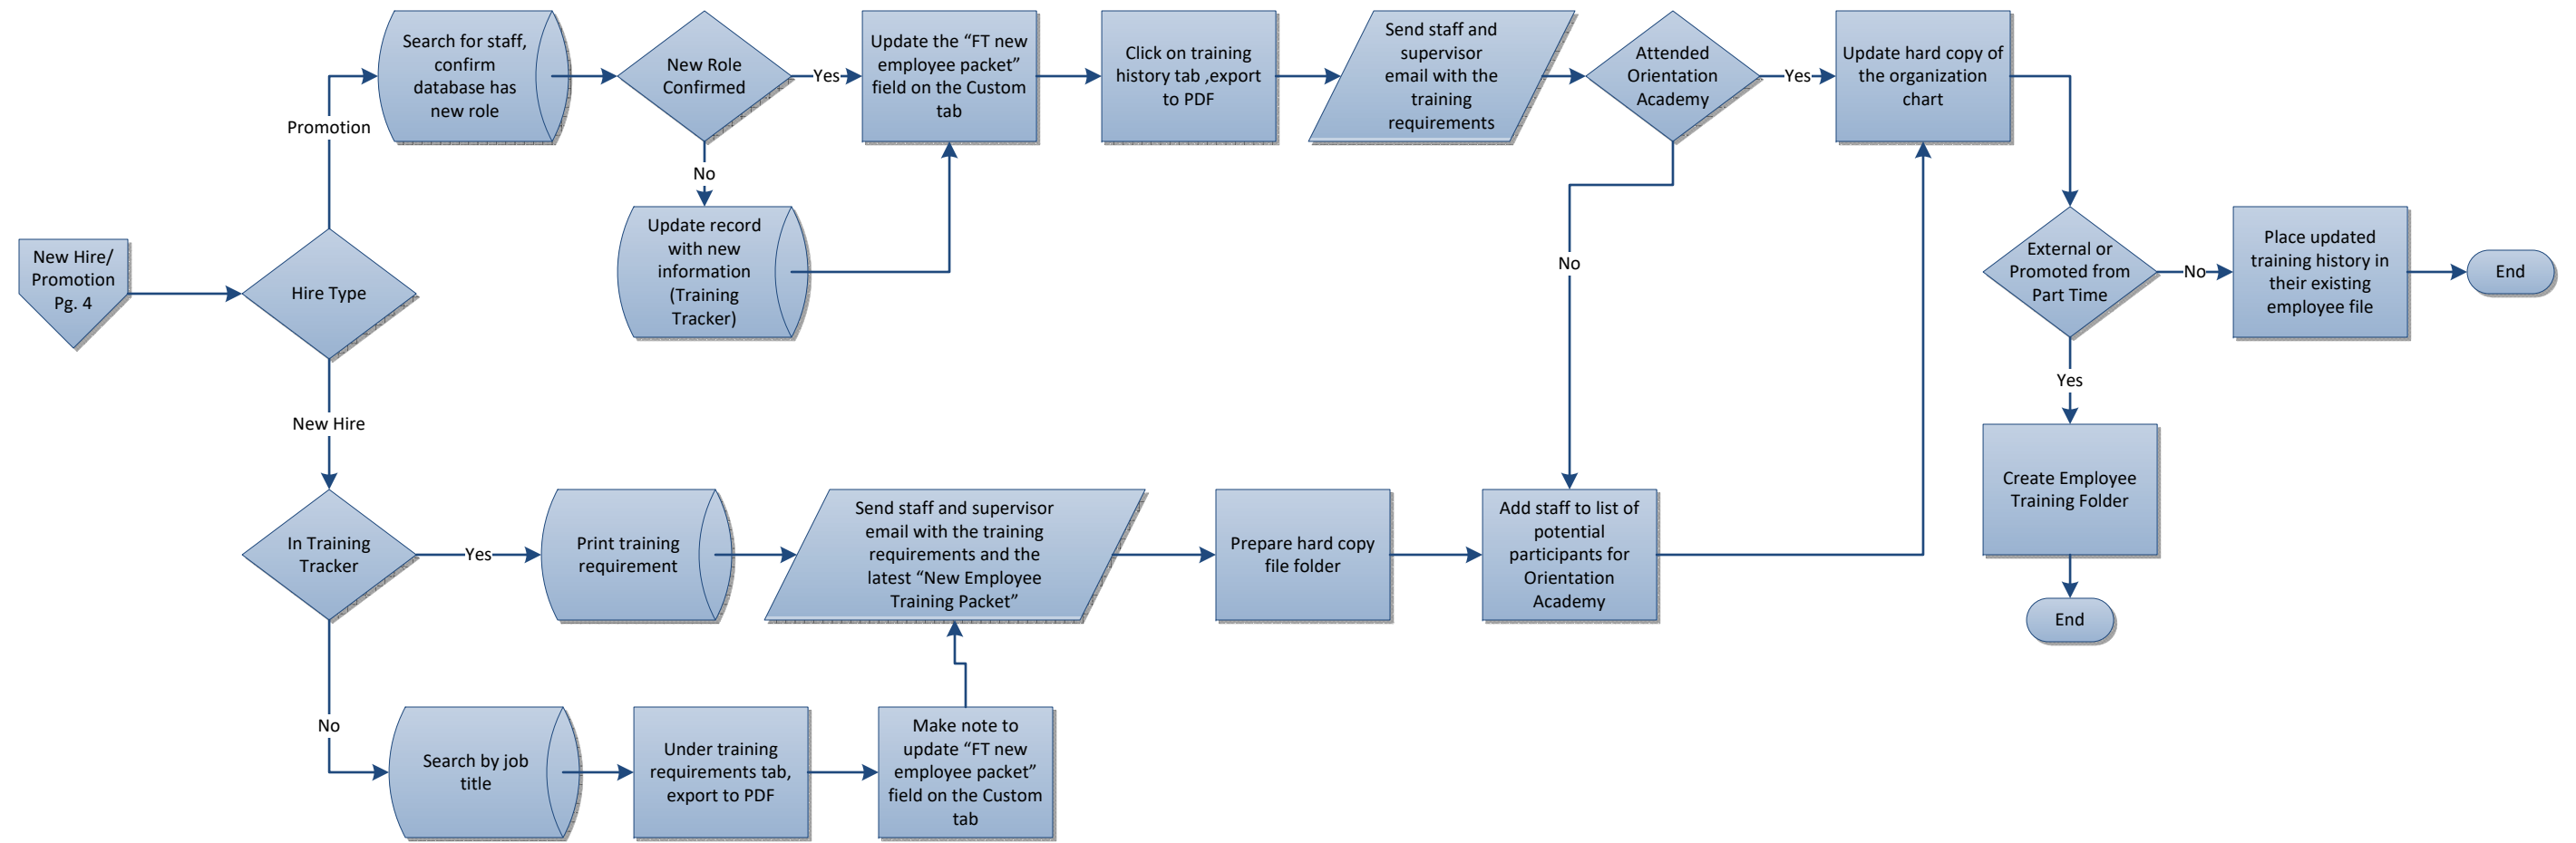 Search for staff,
confirm
database has
new role
New Role
Confirmed
Yes
Update the “FT new
employee packet”
field on the Custom
tab
Click on training
history tab ,export
to PDF
Send staff and
supervisor
email with the
training
requirements
Attended
Orientation
Academy
Yes
Update hard copy of
the organization
chart
Promotion
No
Update record
with new
information
(Training
Tracker)
New Hire/
Promotion
Pg. 4
Hire Type
No
External or
Promoted from
Part Time
No
Place updated
training history in
their existing
employee file
End
Yes
New Hire
Create Employee
Training Folder
In Training
Tracker
Yes
Print training
requirement
Send staff and supervisor
email with the training
requirements and the
latest “New Employee
Training Packet”
Prepare hard copy
file folder
Add staff to list of
potential
participants for
Orientation
Academy
End
No
Search by job
title
Under training
requirements tab,
export to PDF
Make note to
update “FT new
employee packet”
field on the Custom
tab